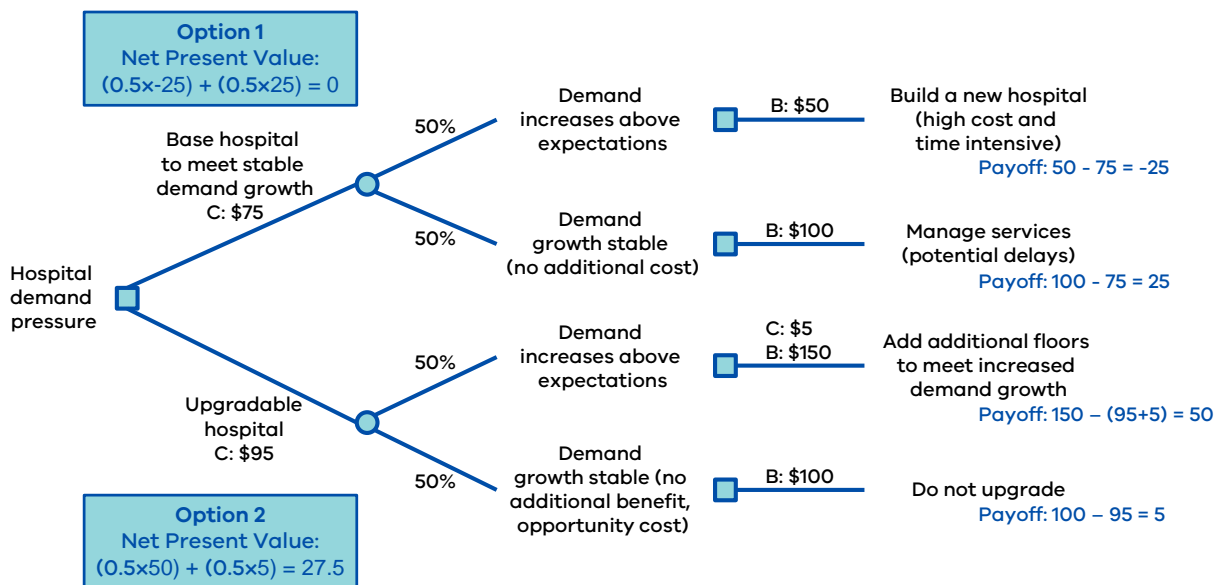 Option 1
Net Present Value:
(0.5×-25) + (0.5×25) = 0
Base hospital
to meet stable
demand growth
C: $75
50%
Demand
increases above
expectations
B: $50
Build a new hospital
(high cost and
time intensive)
Payoff: 50 - 75 = -25
50%
Demand
growth stable
(no additional cost)
B: $100
Manage services
(potential delays)
Payoff: 100 - 75 = 25
Hospital
demand
pressure
Upgradable
hospital
C: $95
50%
Demand
increases above
expectations
C: $5
B: $150
Add additional floors
to meet increased
demand growth
Payoff: 150 – (95+5) = 50
50%
Demand
growth stable (no
additional benefit,
opportunity cost)
B: $100
Do not upgrade
Payoff: 100 – 95 = 5
Option 2
Net Present Value:
(0.5×50) + (0.5×5) = 27.5